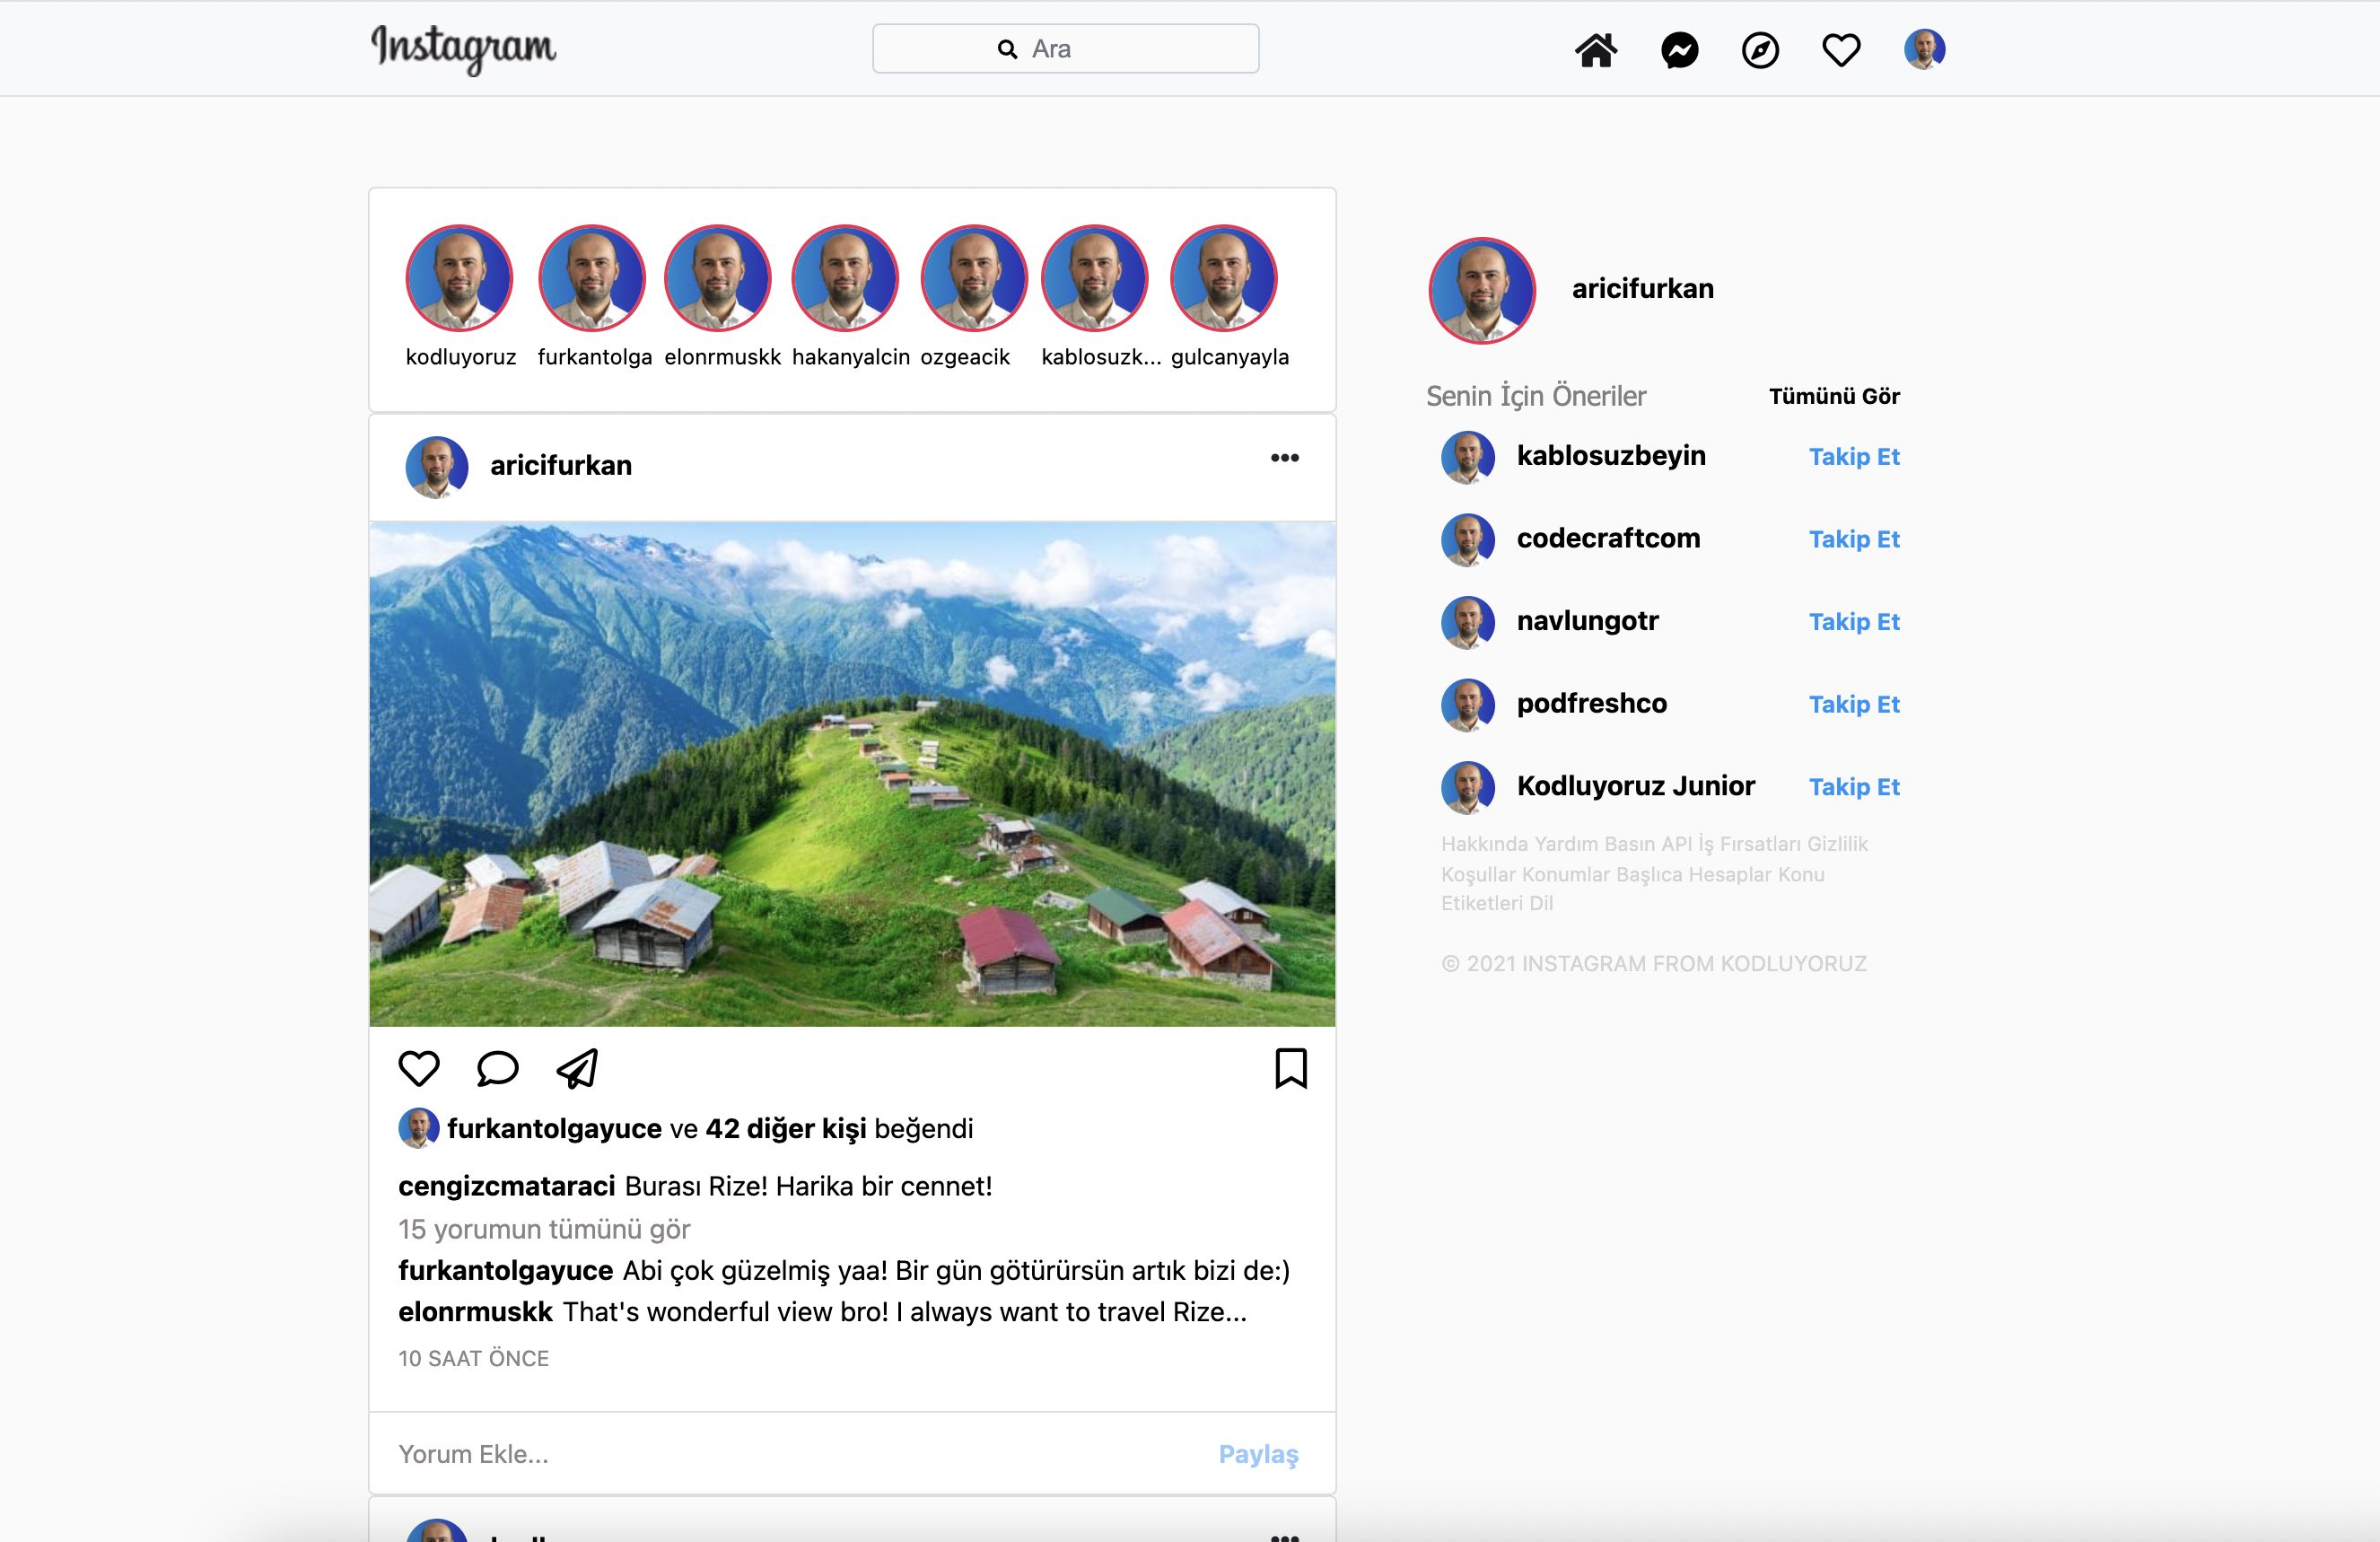 Instagram
Ara
kodluyoruz furkantolga elonrmuskk hakanyalcin ozgeacik kablosuzk... gulcanyayla
aricifurkan
aricifurkan
Senin İçin Öneriler Tümünü Gör
kablosuzbeyin Takip Et
codecraftcom Takip Et
navlungotr Takip Et
podfreshco Takip Et
Kodluyoruz Junior Takip Et
Hakkında Yardım Basın API İş Fırsatları Gizlilik
Koşullar Konumlar Başlıca Hesaplar Konu
Etiketleri Dil
© 2021 INSTAGRAM FROM KODLUYORUZ
furkantolgayuce ve 42 diğer kişi beğendi
cengizcmataraci Burası Rize! Harika bir cennet!
15 yorumun tümünü gör
furkantolgayuce Abi çok güzelmiş yaa! Bir gün götürürsün artık bizi de:)
elonrmuskk That's wonderful view bro! I always want to travel Rize...
10 SAAT ÖNCE
Yorum Ekle... Paylaş